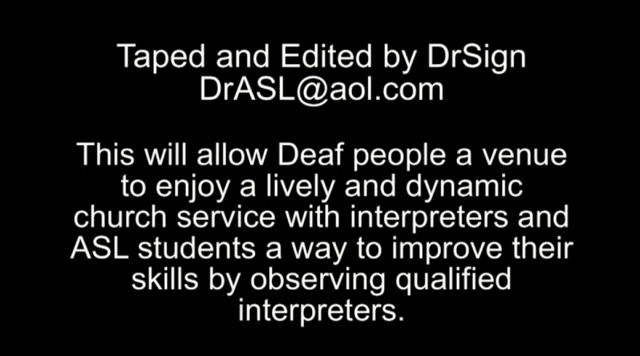 Taped and Edited by DrSign
DrASL@aol.com
This will allow Deaf people a venue
to enjoy a lively and dynamic
church service with interpreters and
ASL students a way to improve their
skills by observing qualified
interpreters.